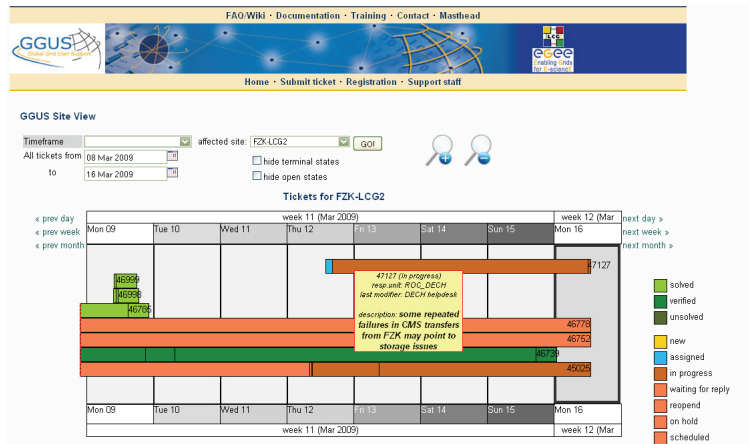 FAQ/Wiki · Documentation · Training · Contact · Masthead
GGUS
Global Grid User Support
LCG
egee
Enabling Grids
for E-sciencE
Home · Submit ticket · Registration · Support staff
GGUS Site View
Timeframe
affected site: FZK-LCG2
GO!
All tickets from 08 Mar 2009
hide terminal states
to 16 Mar 2009
hide open states
Tickets for FZK-LCG2
« prev day
week 11 (Mar 2009)
week 12 (Mar
next day »
« prev week
Mon 09
Tue 10
Wed 11
Thu 12
Fri 13
Sat 14
Sun 15
Mon 16
next week »
« prev month
next month »
47127
47127 (in progress)
resp.unit: ROC_DECH
last modifier: DECH helpdesk
description: some repeated
failures in CMS transfers
from FZK may point to
storage issues
46999
46998
46785
46778
46752
46739
45025
solved
verified
unsolved
new
assigned
in progress
waiting for reply
reopend
on hold
scheduled
Mon 09
Tue 10
Wed 11
Thu 12
Fri 13
Sat 14
Sun 15
Mon 16
week 11 (Mar 2009)
week 12 (Mar